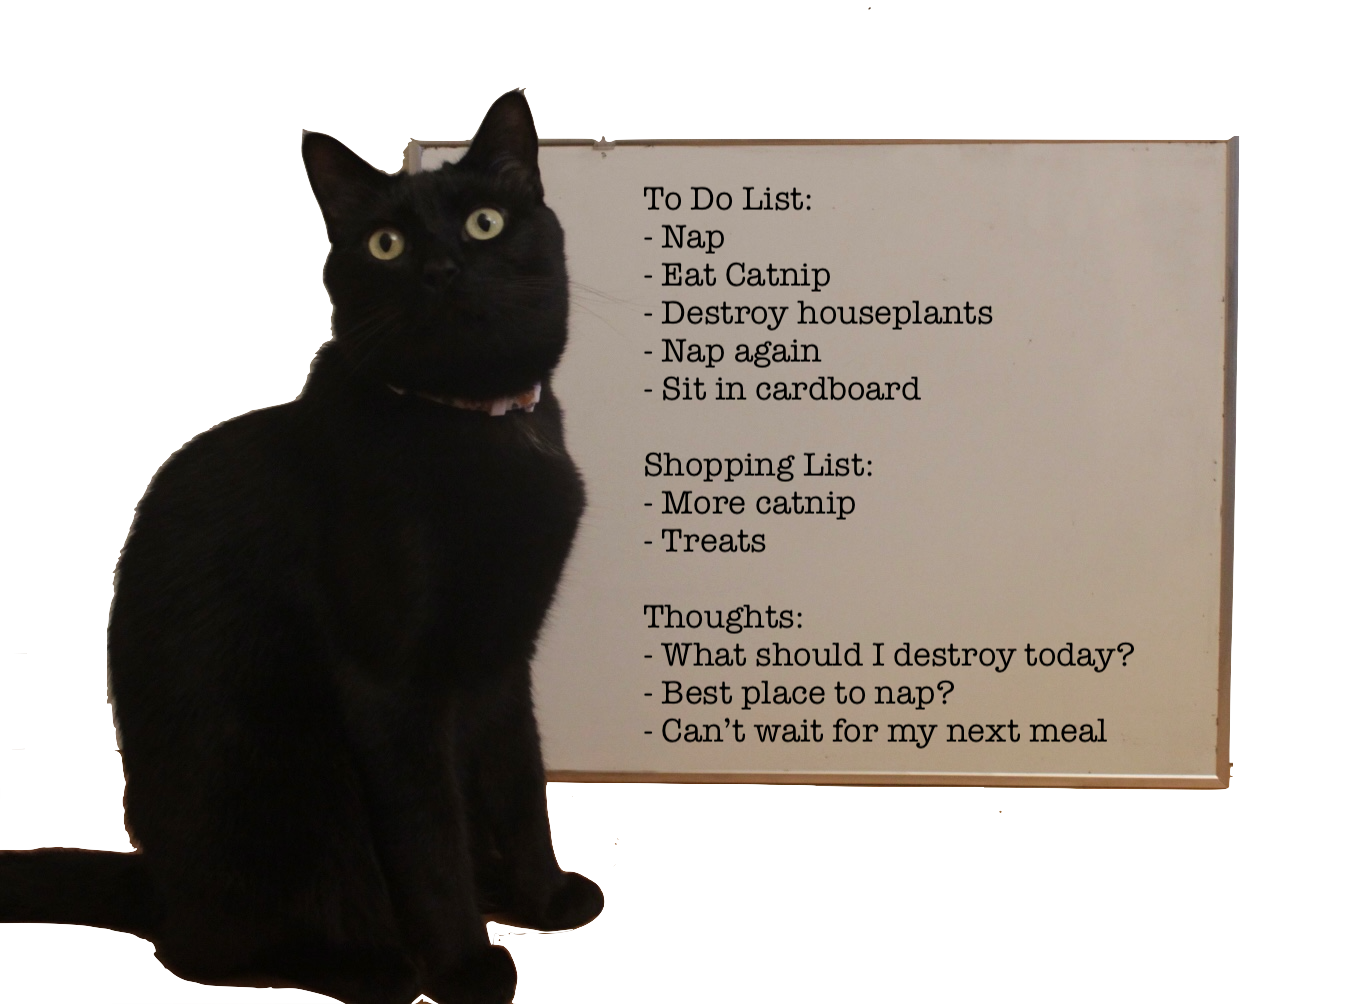 To Do List:
- Nap
- Eat Catnip
- Destroy houseplants
- Nap again
- Sit in cardboard
Shopping List:
- More catnip
- Treats
Thoughts:
- What should I destroy today?
- Best place to nap?
- Can’t wait for my next meal